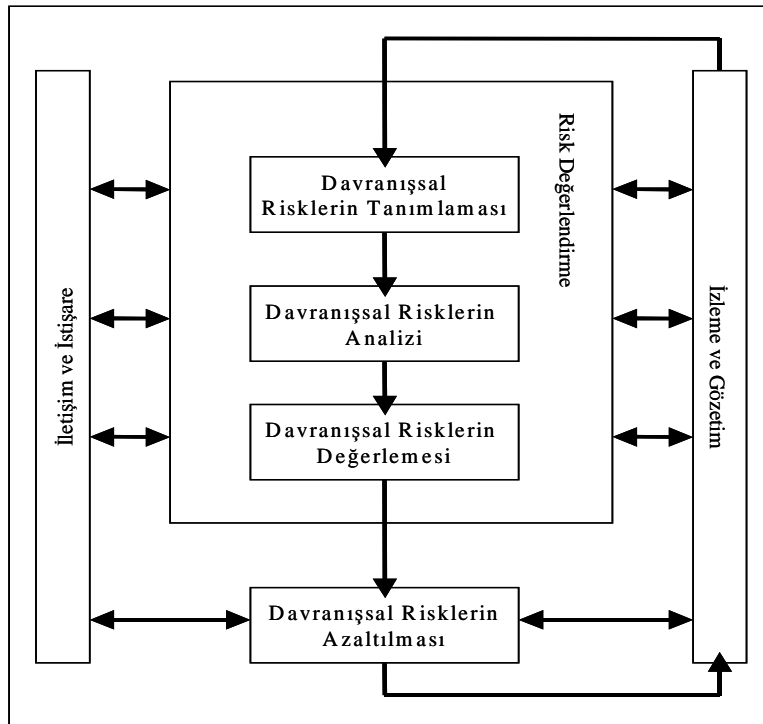 İletişim ve İstişare
Risk Değerlendirme
Davranışsal
Risklerin Tanımlaması
Davranışsal Risklerin
Analizi
Davranışsal Risklerin
Değerlemesi
Davranışsal Risklerin
Azaltılması
İzleme ve Gözetim